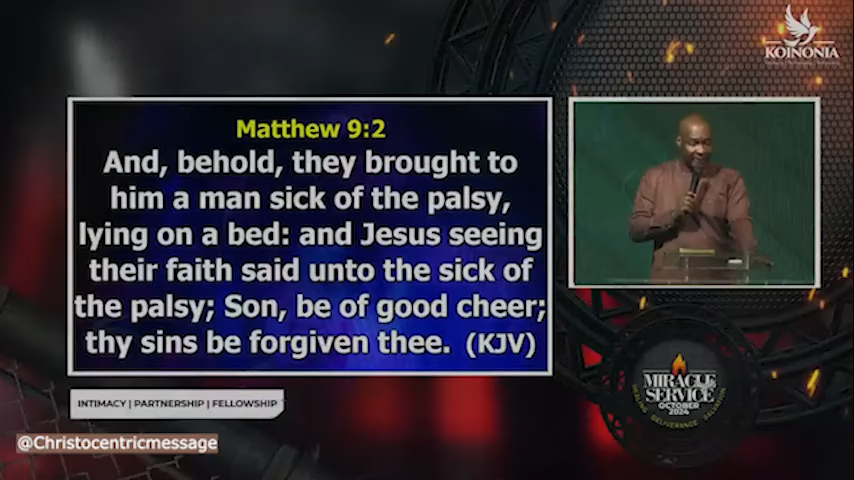 KOINONIA
Matthew 9:2
And, behold, they brought to
him a man sick of the palsy,
lying on a bed: and Jesus seeing
their faith said unto the sick of
the palsy; Son, be of good cheer;
thy sins be forgiven thee. (KJV)
INTIMACY | PARTNERSHIP | FELLOWSHIP
MIRACLE
SERVICE
OCTOBER
2024
HEALING DELIVERANCE SALVATION
@Christocentricmessage